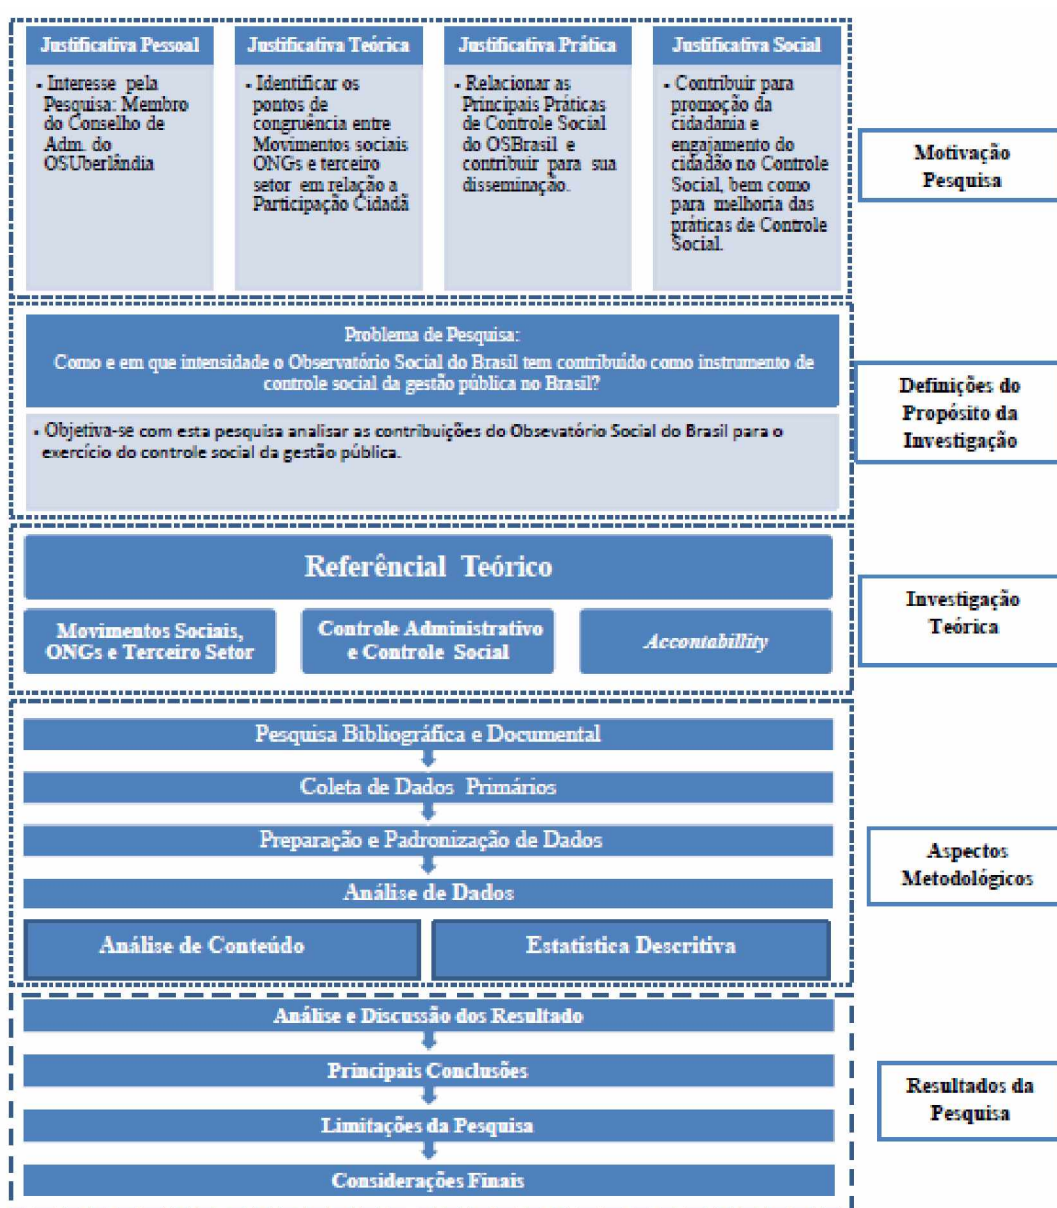 Justificativa Pessoal
- Interesse pela
Pesquisa: Membro
do Conselho de
Adm. do
OSUberlândia
Justificativa Teórica
- Identificar os
pontos de
congruência entre
Movimentos sociais
ONGs e terceiro
setor em relação a
Participação Cidadã
Justificativa Prática
- Relacionar as
Principais Práticas
de Controle Social
do OSBrasil e
contribuir para sua
disseminação.
Justificativa Social
- Contribuir para
promoção da
cidadania e
engajamento do
cidadão no Controle
Social, bem como
para melhoria das
práticas de Controle
Social.
Motivação
Pesquisa
Problema de Pesquisa:
Como e em que intensidade o Observatório Social do Brasil tem contribuído como instrumento de
controle social da gestão pública no Brasil?
- Objetiva-se com esta pesquisa analisar as contribuições do Obsevatório Social do Brasil para o
exercício do controle social da gestão pública.
Definições do
Propósito da
Investigação
Referêncial Teórico
Movimentos Sociais,
ONGs e Terceiro Setor
Controle Administrativo
e Controle Social
Accontabillity
Investigação
Teórica
Pesquisa Bibliográfica e Documental
Coleta de Dados Primários
Preparação e Padronização de Dados
Análise de Dados
Análise de Conteúdo
Estatística Descritiva
Aspectos
Metodológicos
Análise e Discussão dos Resultado
Principais Conclusões
Limitações da Pesquisa
Considerações Finais
Resultados da
Pesquisa